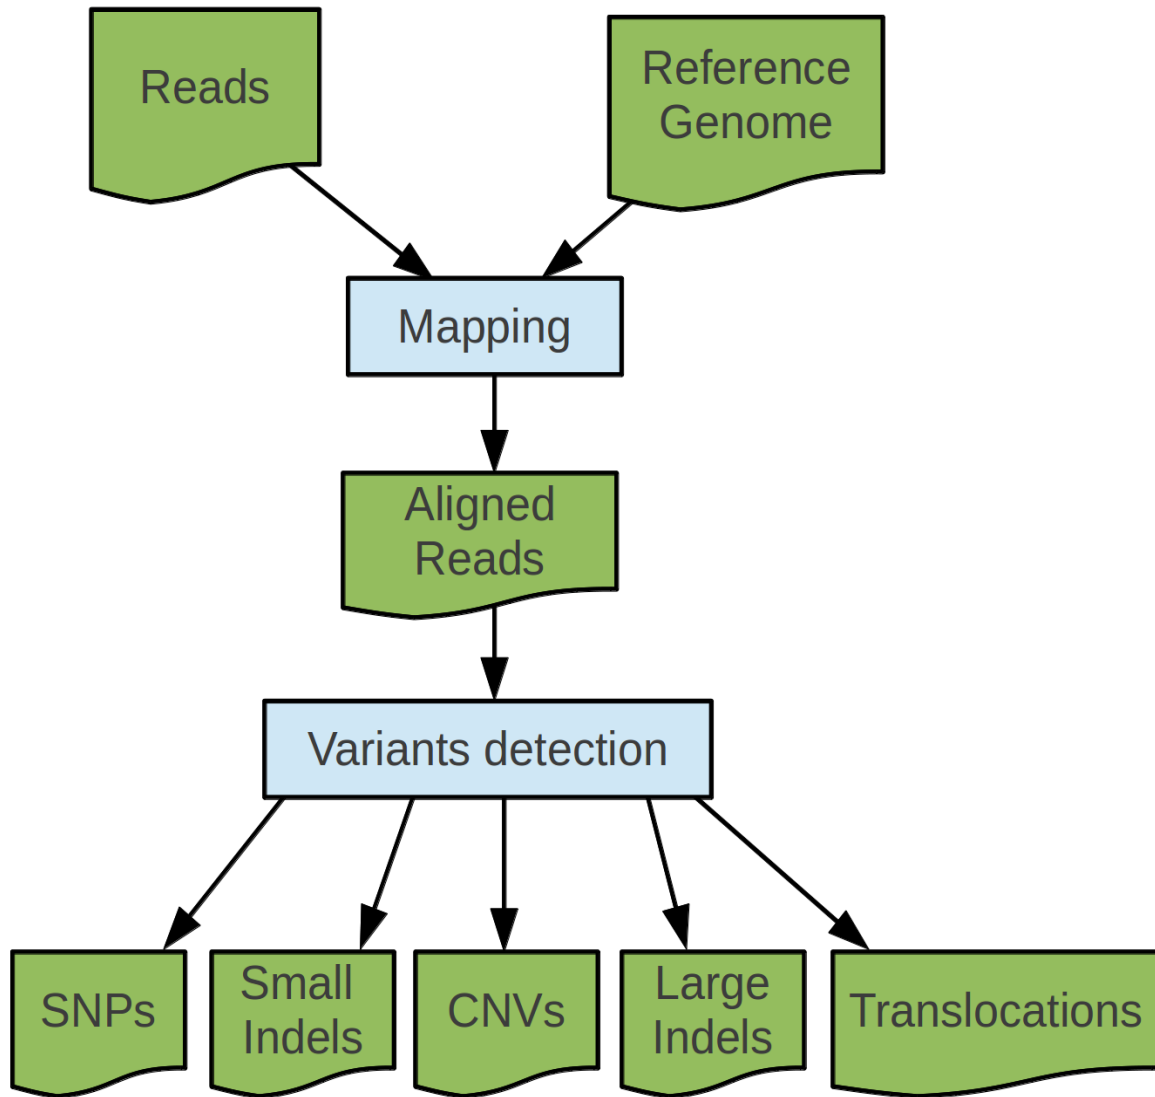 Reads
Reference
Genome
Mapping
Aligned
Reads
Variants detection
SNPs
Small
Indels
CNVs
Large
Indels
Translocations